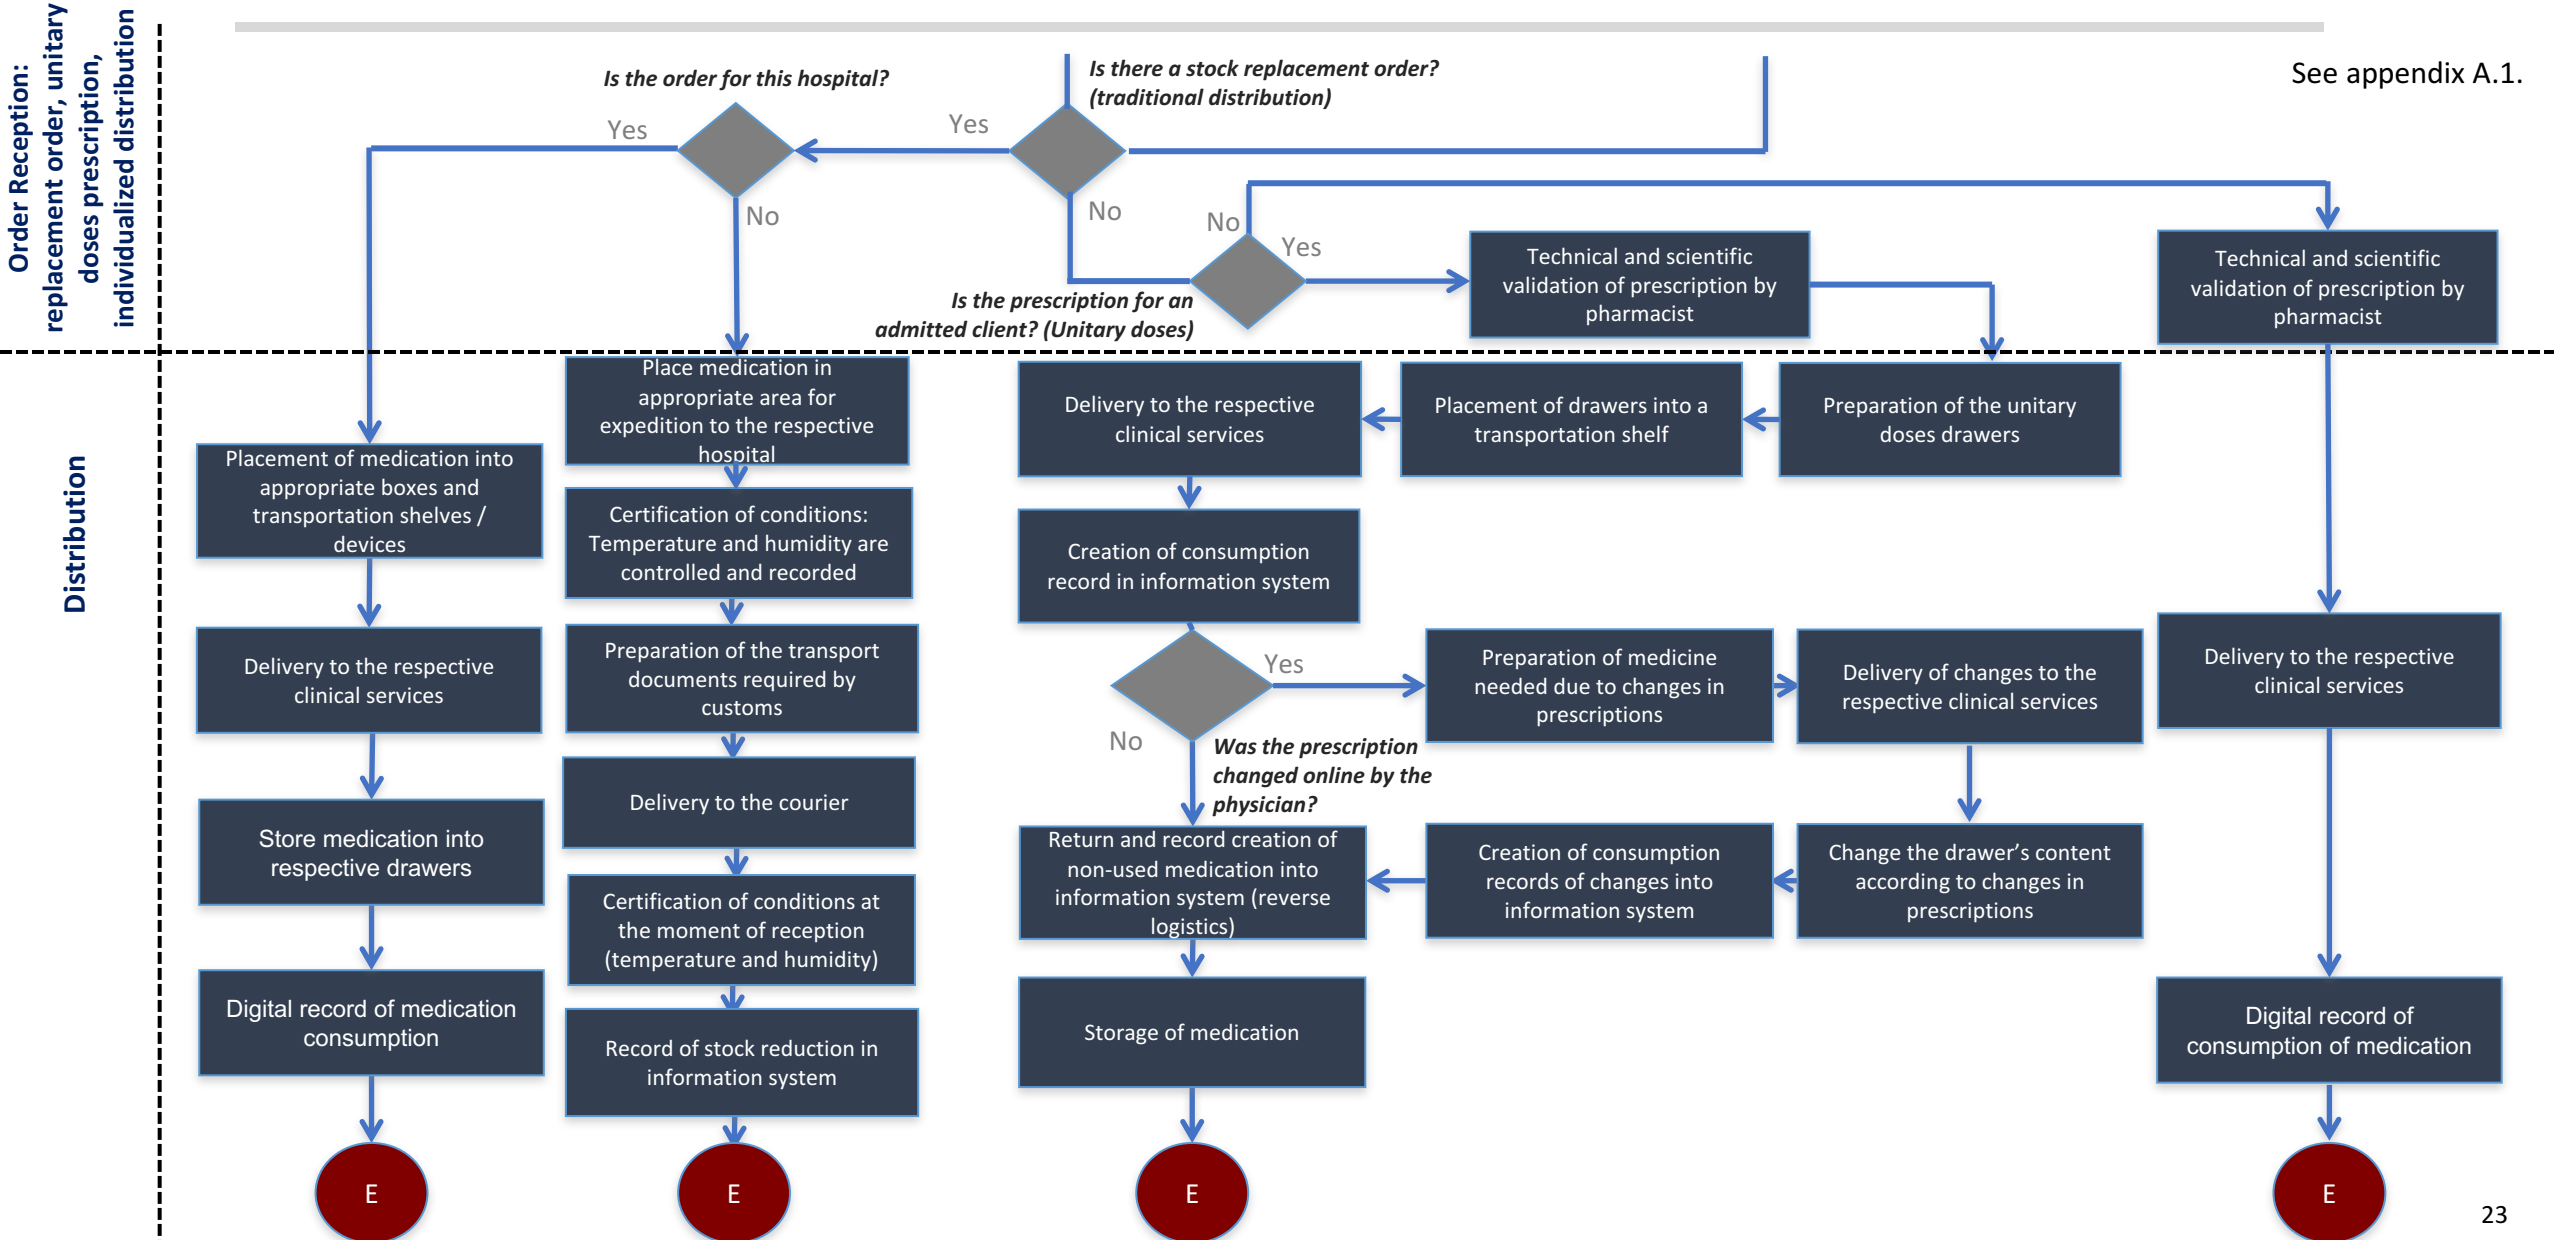 Order Reception:
replacement order, unitary
doses prescription,
individualized distribution
Is the order for this hospital?
Is there a stock replacement order?
(traditional distribution)
See appendix A.1.
Yes
Yes
No
No
No
Yes
Is the prescription for an
admitted client? (Unitary doses)
Technical and scientific
validation of prescription by
pharmacist
Technical and scientific
validation of prescription by
pharmacist
Distribution
Placement of medication into
appropriate boxes and
transportation shelves /
devices
Delivery to the respective
clinical services
Store medication into
respective drawers
Digital record of medication
consumption
E
Place medication in
appropriate area for
expedition to the respective
hospital
Certification of conditions:
Temperature and humidity are
controlled and recorded
Preparation of the transport
documents required by
customs
Delivery to the courier
Certification of conditions at
the moment of reception
(temperature and humidity)
Record of stock reduction in
information system
E
Preparation of the unitary
doses drawers
Placement of drawers into a
transportation shelf
Delivery to the respective
clinical services
Creation of consumption
record in information system
Yes
No
Was the prescription
changed online by the
physician?
Preparation of medicine
needed due to changes in
prescriptions
Delivery of changes to the
respective clinical services
Change the drawer’s content
according to changes in
prescriptions
Creation of consumption
records of changes into
information system
Return and record creation of
non-used medication into
information system (reverse
logistics)
Storage of medication
E
Delivery to the respective
clinical services
Digital record of
consumption of medication
E
23